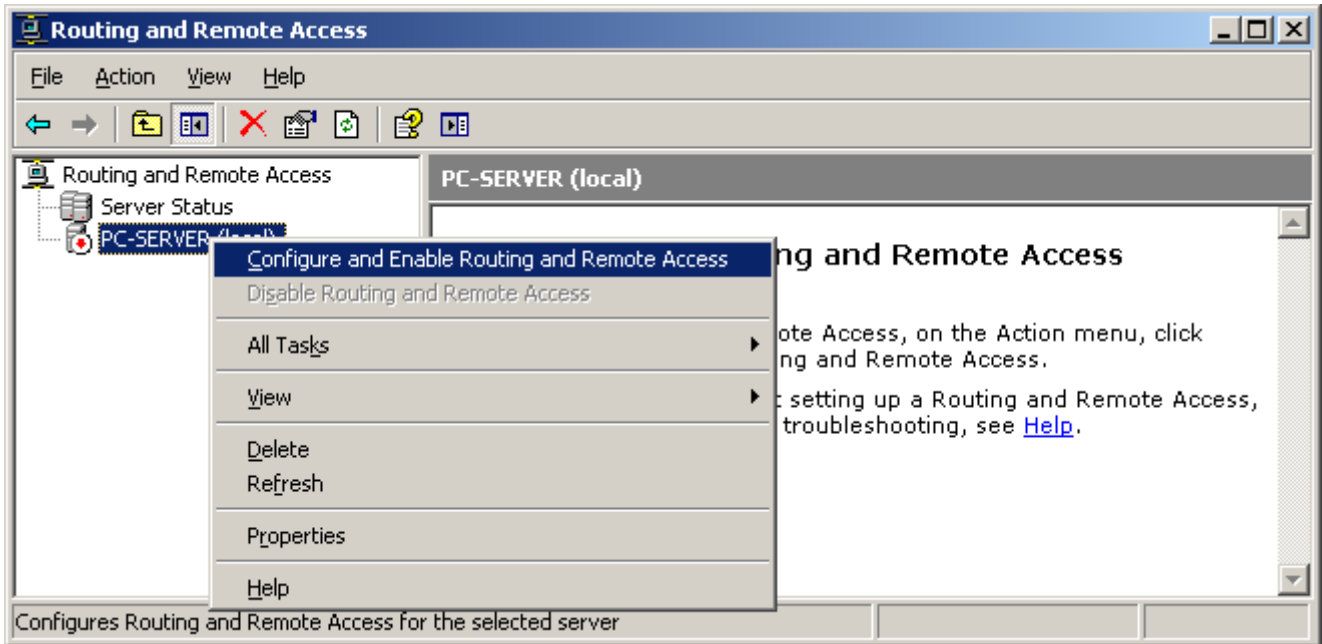 Routing and Remote Access
File Action View Help
Routing and Remote Access
Server Status
PC-SERVER (local)
PC-SERVER (local)
Configure and Enable Routing and Remote Access
Disable Routing and Remote Access
All Tasks
View
Delete
Refresh
Properties
Help
ng and Remote Access
ote Access, on the Action menu, click
ng and Remote Access.
setting up a Routing and Remote Access,
troubleshooting, see Help.
Configures Routing and Remote Access for the selected server